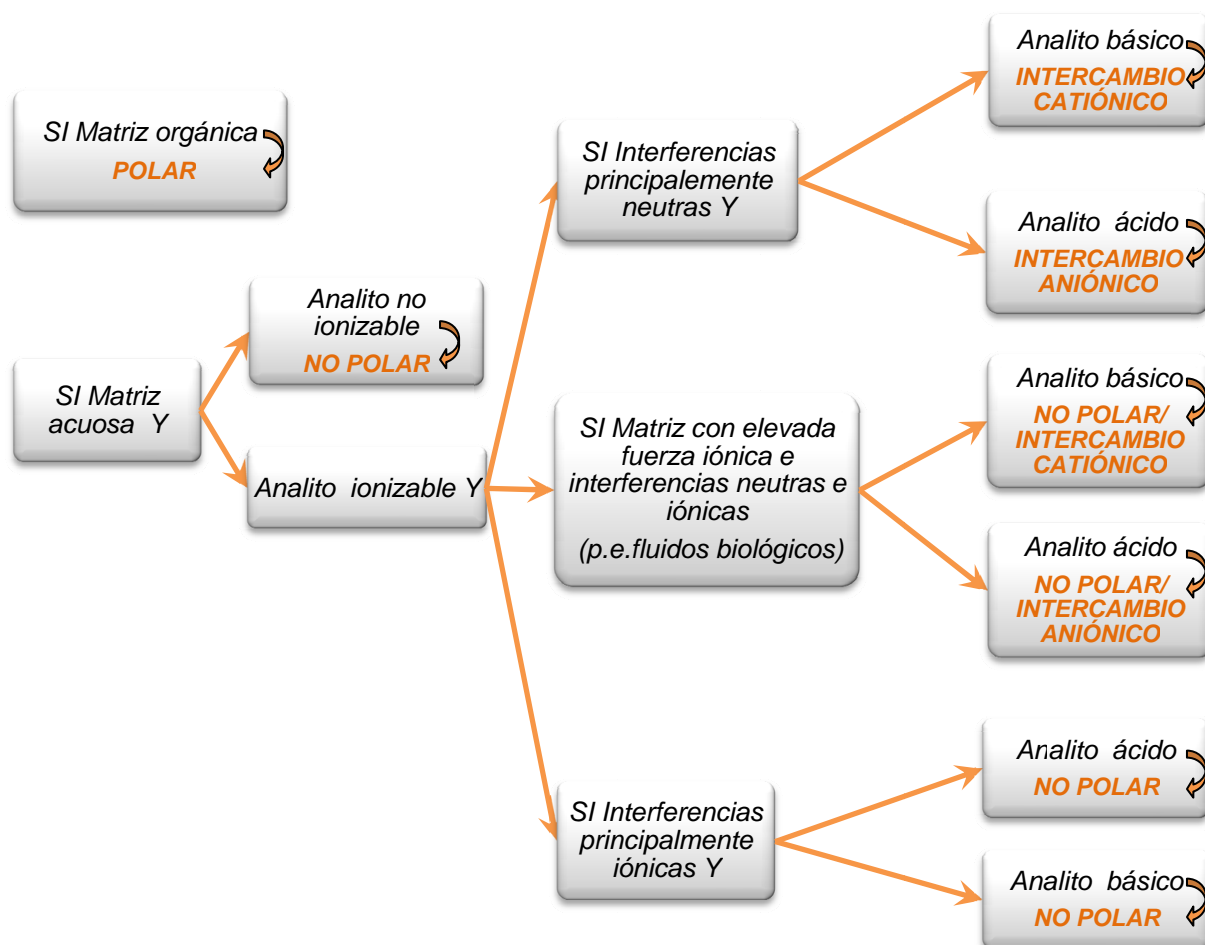 SI Matriz orgánica
POLAR
SI Matriz
acuosa Y
Analito no
ionizable
NO POLAR
Analito ionizable Y
SI Interferencias
principalemente
neutras Y
SI Matriz con elevada
fuerza iónica e
interferencias neutras e
iónicas
(p.e.fluidos biológicos)
SI Interferencias
principalmente
iónicas Y
Analito básico
INTERCAMBIO
CATIÓNICO
Analito ácido
INTERCAMBIO
ANIÓNICO
Analito básico
NO POLAR/
INTERCAMBIO
CATIÓNICO
Analito ácido
NO POLAR/
INTERCAMBIO
ANIÓNICO
Analito ácido
NO POLAR
Analito básico
NO POLAR